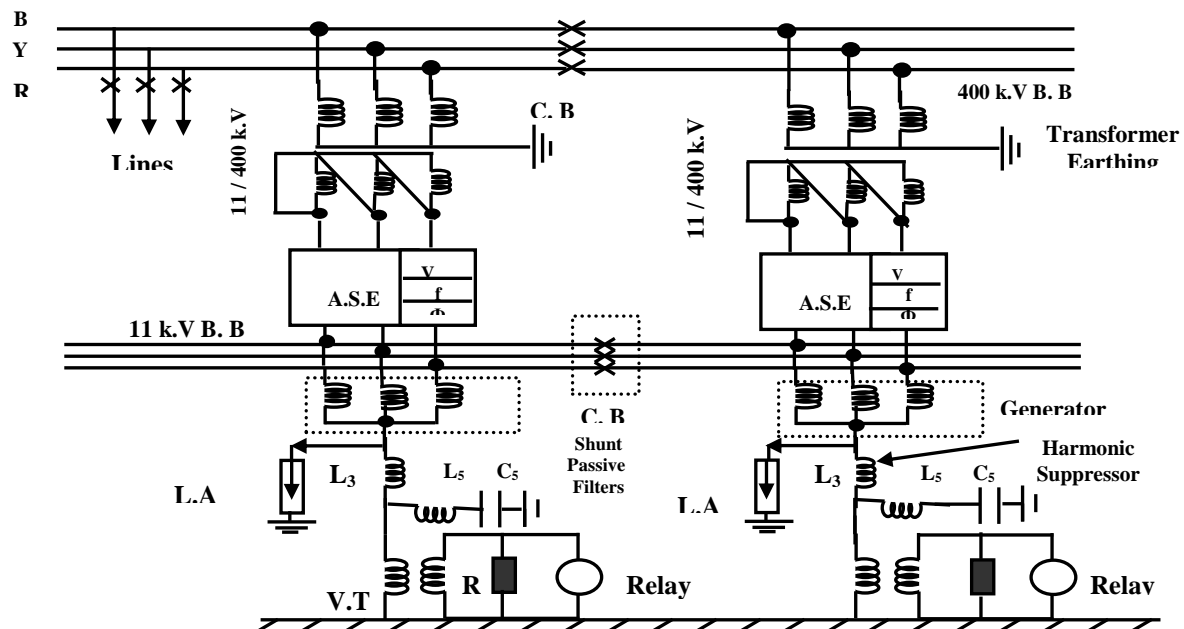 B
Y
R
400 k.V B. B
C. B
11 / 400 k.V
11 / 400 k.V
Transformer
Earthing
Lines
A.S.E
V
f
Φ
A.S.E
V
f
Φ
11 k.V B. B
C. B
Generator
Shunt
Passive
Filters
Harmonic
Suppressor
L.A
L3
L5
C5
L.A
L3
L5
C5
V.T
R
Relay
Relay